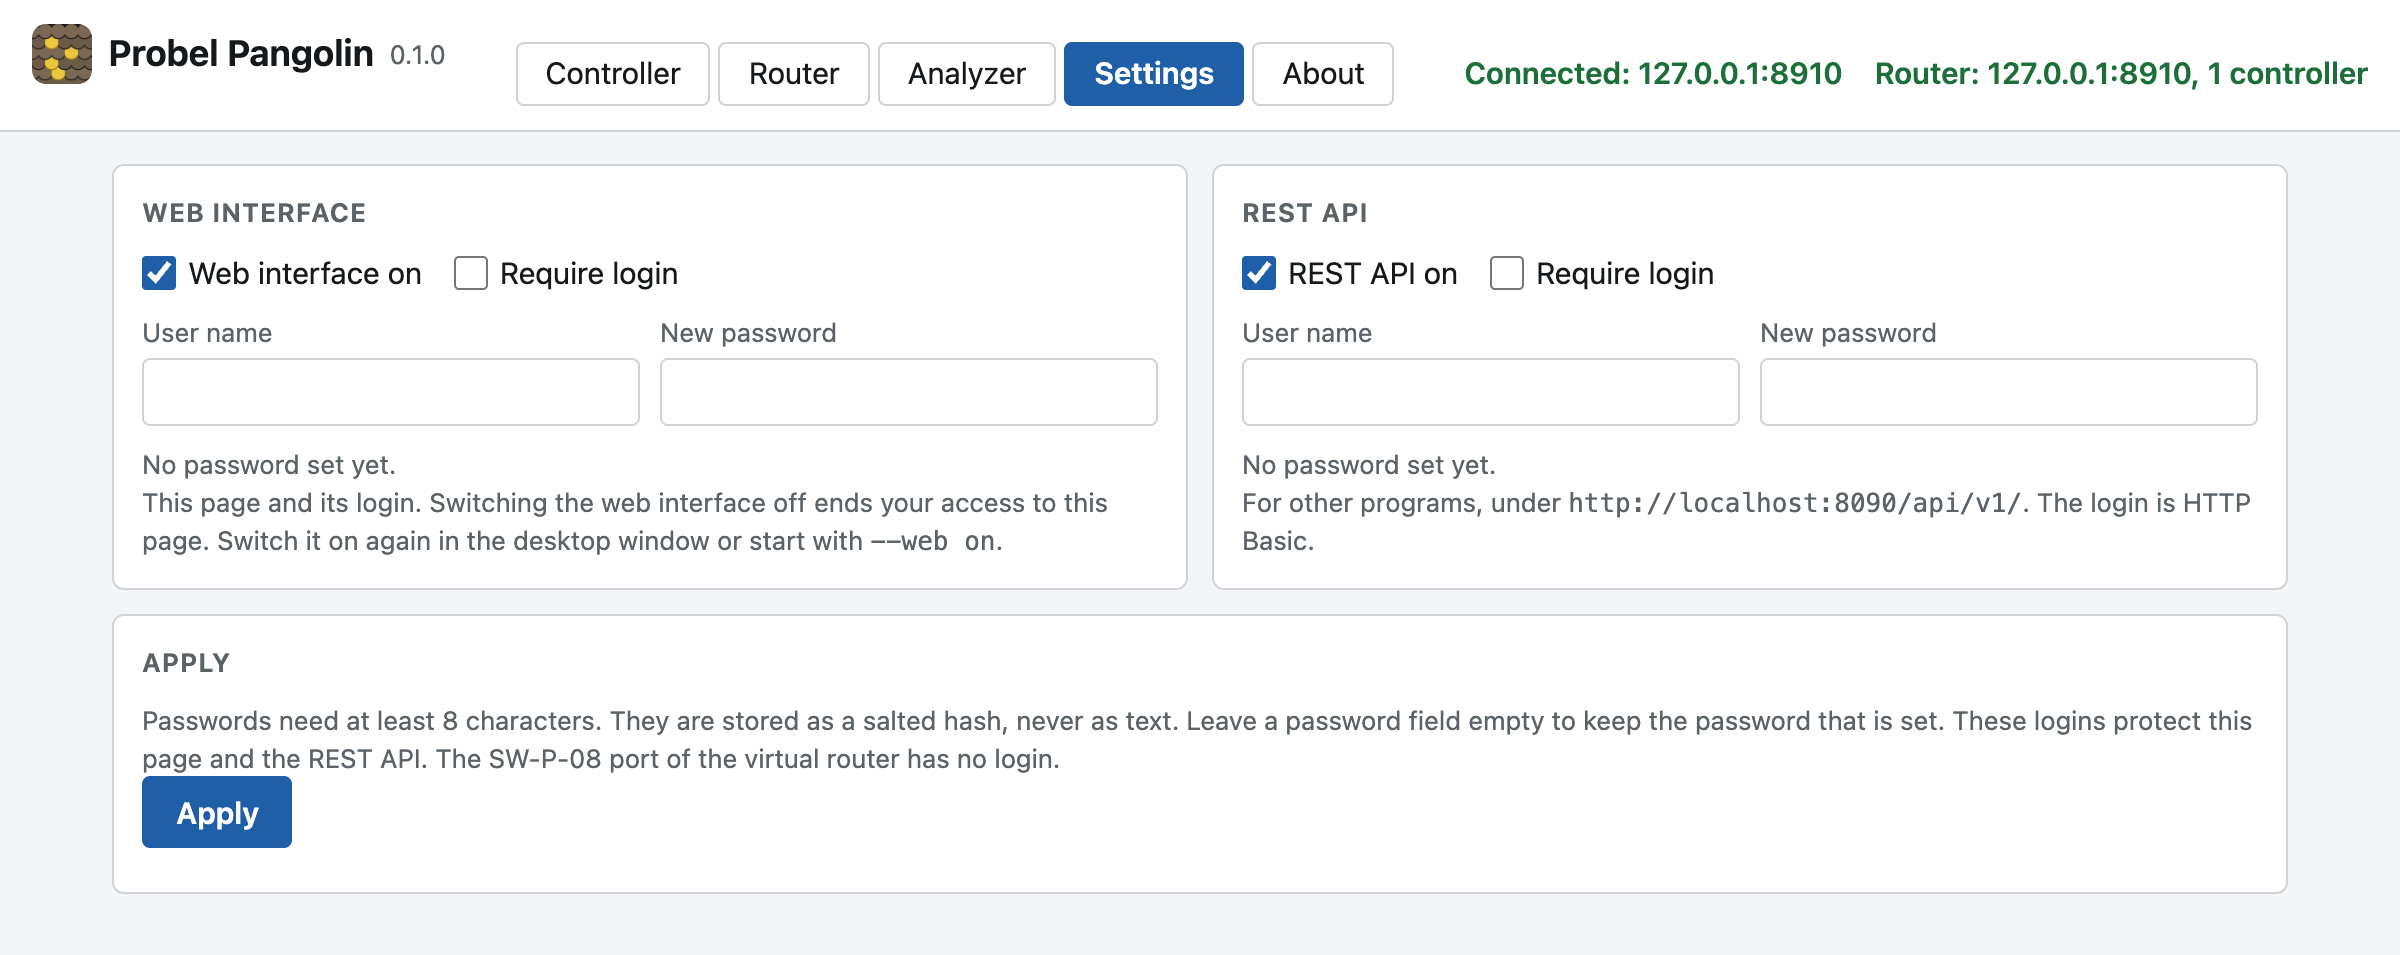 Probel Pangolin 0.1.0
Controller Router Analyzer Settings About
Connected: 127.0.0.1:8910 Router: 127.0.0.1:8910, 1 controller
WEB INTERFACE
Web interface on Require login
User name New password
No password set yet.
This page and its login. Switching the web interface off ends your access to this
page. Switch it on again in the desktop window or start with --web on.
REST API
REST API on Require login
User name New password
No password set yet.
For other programs, under http://localhost:8090/api/v1/. The login is HTTP
Basic.
APPLY
Passwords need at least 8 characters. They are stored as a salted hash, never as text. Leave a password field empty to keep the password that is set. These logins protect this
page and the REST API. The SW-P-08 port of the virtual router has no login.
Apply